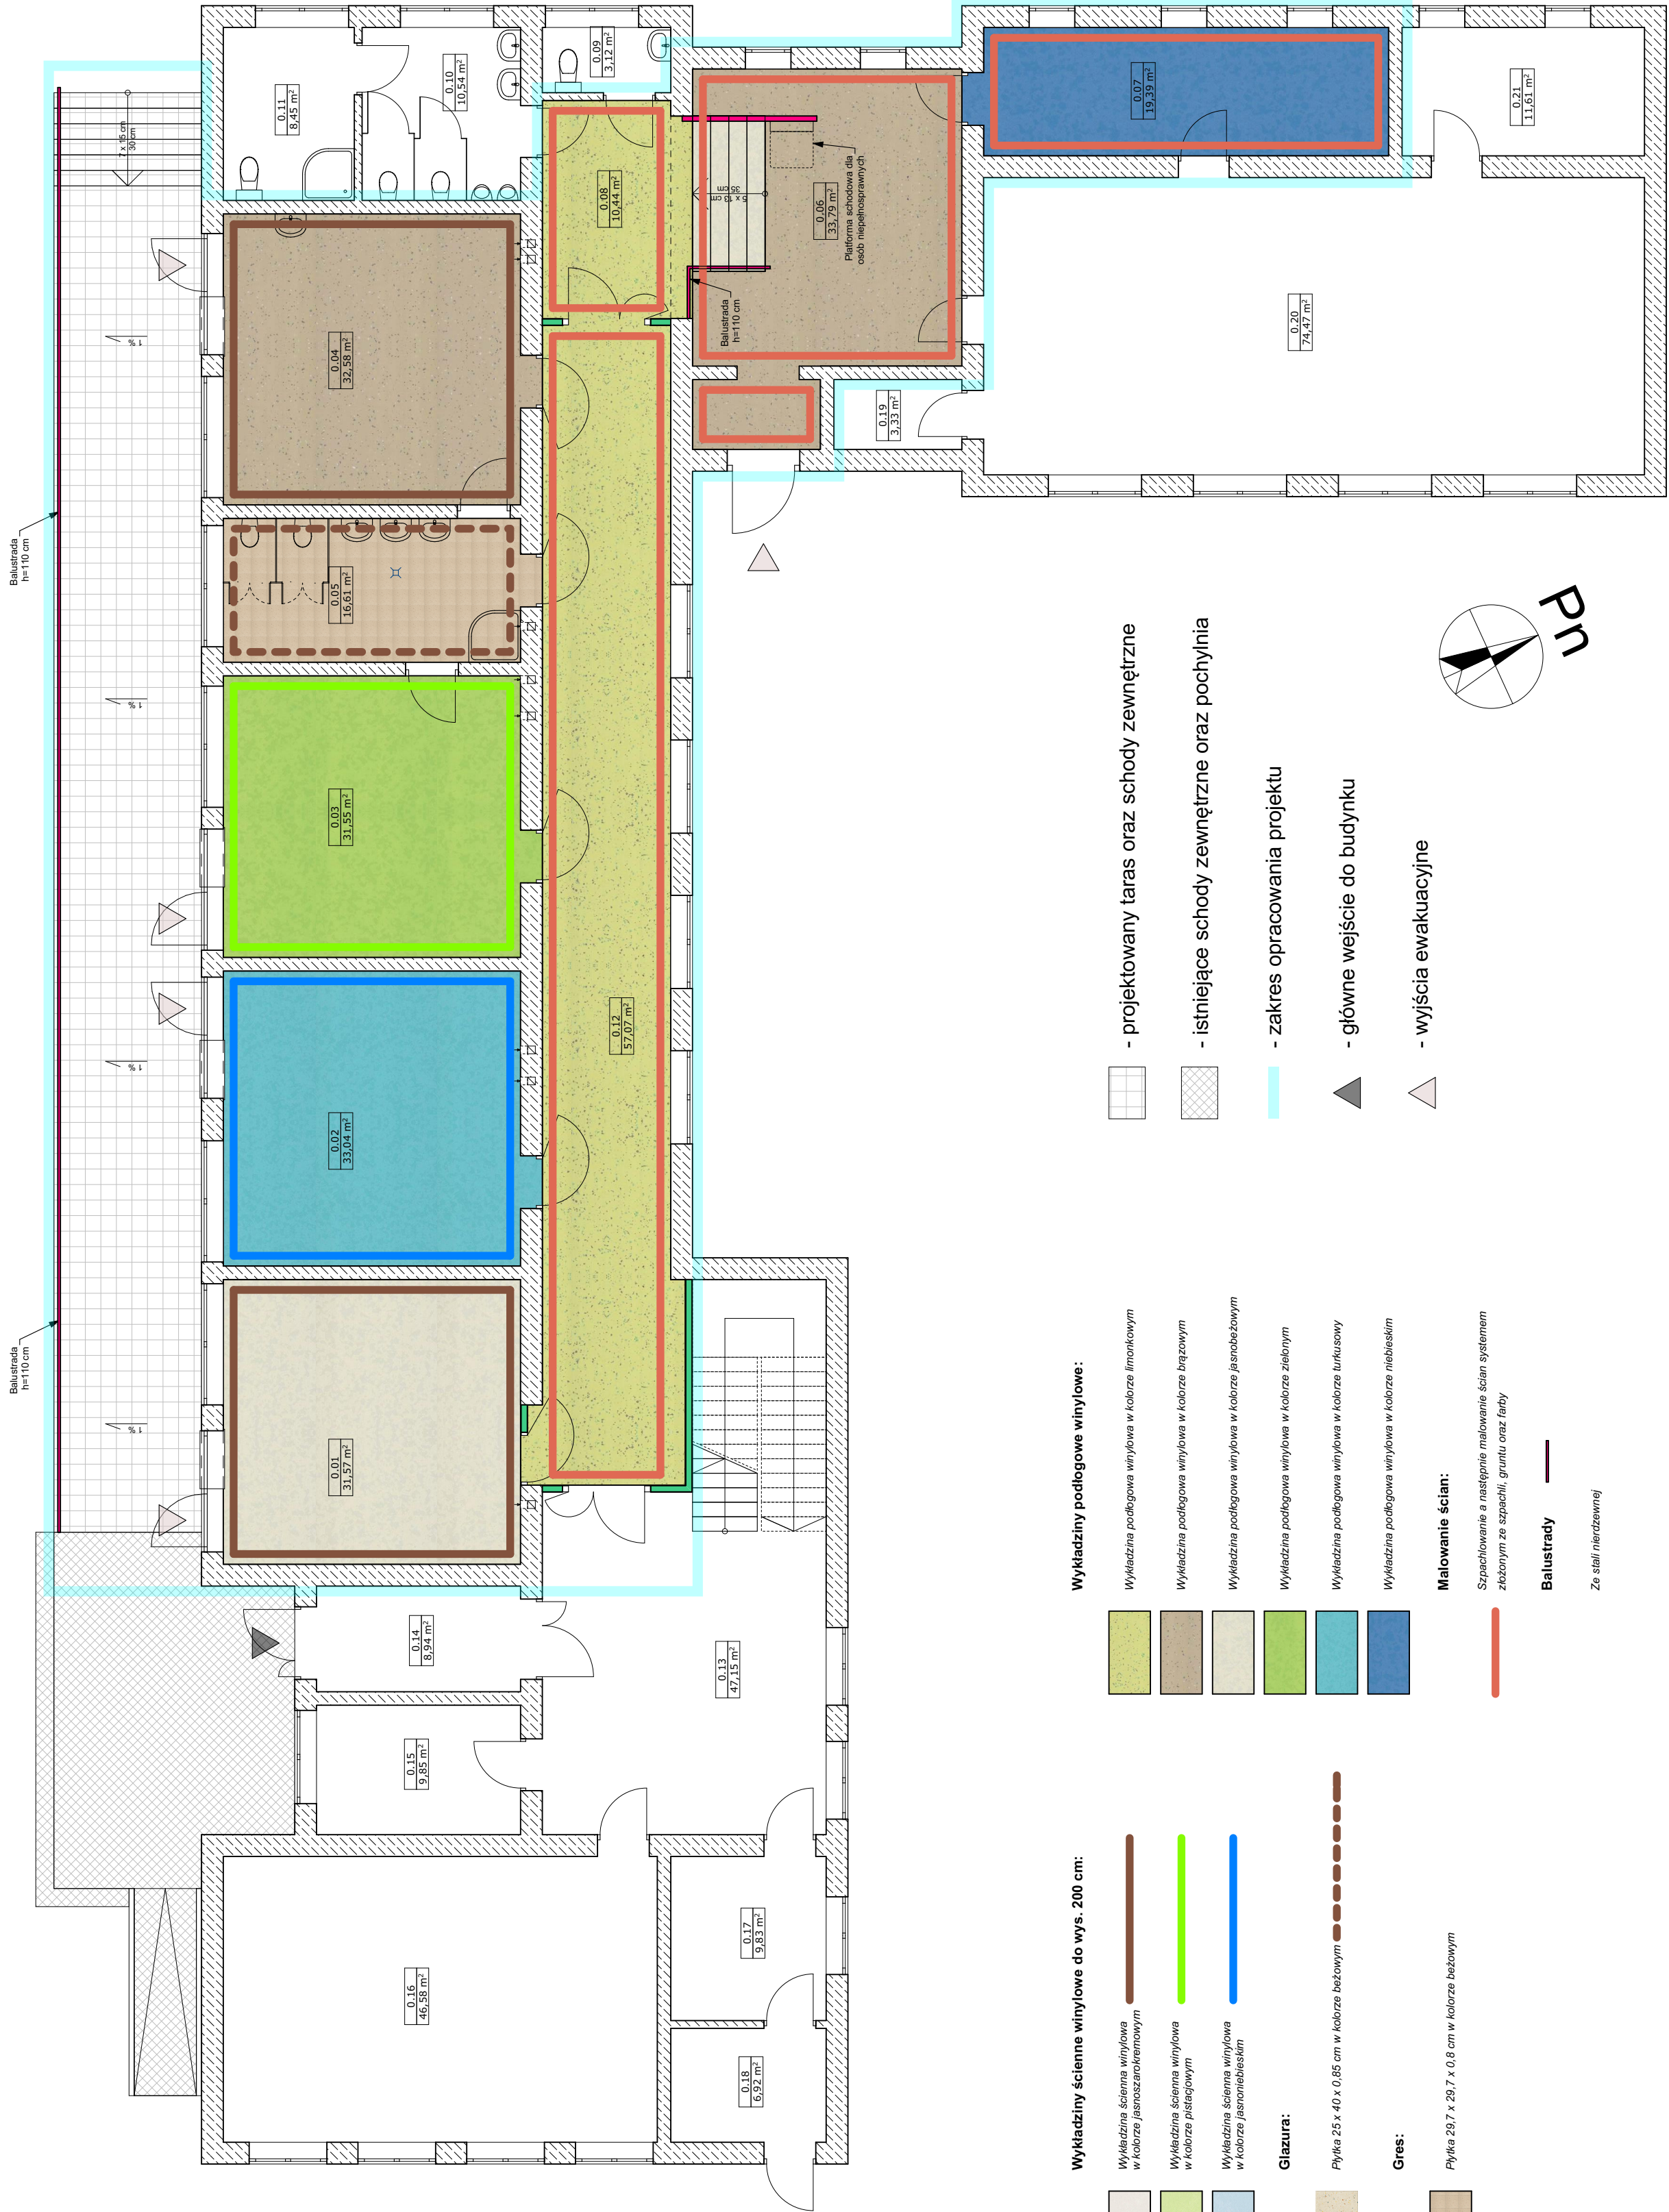 Balustrada
h=110 cm
Balustrada
h=110 cm
1%
1%
1%
1%
7 x 15 cm
30 cm
0.01
31,57 m²
0.02
33,04 m²
0.03
31,55 m²
0.05
16,61 m²
0.04
32,58 m²
0.11
8,45 m²
0.10
10,54 m²
0.09
3,12 m²
0.08
10,44 m²
0.12
57,07 m²
5 x 13 cm
35 cm
Balustrada
h=110 cm
0.06
33,79 m²
Platforma schodowa dla
osób niepełnosprawnych
0.07
19,39 m²
0.19
3,33 m²
0.20
74,47 m²
0.21
11,61 m²
0.14
8,94 m²
0.15
9,85 m²
0.13
47,15 m²
0.16
46,58 m²
0.17
9,83 m²
0.18
6,92 m²
- projektowany taras oraz schody zewnętrzne
- istniejące schody zewnętrzne oraz pochylnia
- zakres opracowania projektu
- główne wejście do budynku
- wyjścia ewakuacyjne
Pn
Wykładziny podłogowe winylowe:
Wykładzina podłogowa winylowa w kolorze limonkowym
Wykładzina podłogowa winylowa w kolorze brązowym
Wykładzina podłogowa winylowa w kolorze jasnobeżowym
Wykładzina podłogowa winylowa w kolorze zielonym
Wykładzina podłogowa winylowa w kolorze turkusowy
Wykładzina podłogowa winylowa w kolorze niebieskim
Malowanie ścian:
Szpachlowanie a następnie malowanie ścian systemem
złożonym ze szpachli, gruntu oraz farby
Balustrady
Ze stali nierdzewnej
Wykładziny ścienne winylowe do wys. 200 cm:
Wykładzina ścienna winylowa
w kolorze jasnoszarokremowym
Wykładzina ścienna winylowa
w kolorze pistacjowym
Wykładzina ścienna winylowa
w kolorze jasnoniebieskim
Glazura:
Płytka 25 x 40 x 0,85 cm w kolorze beżowym
Gres:
Płytka 29,7 x 29,7 x 0,8 cm w kolorze beżowym